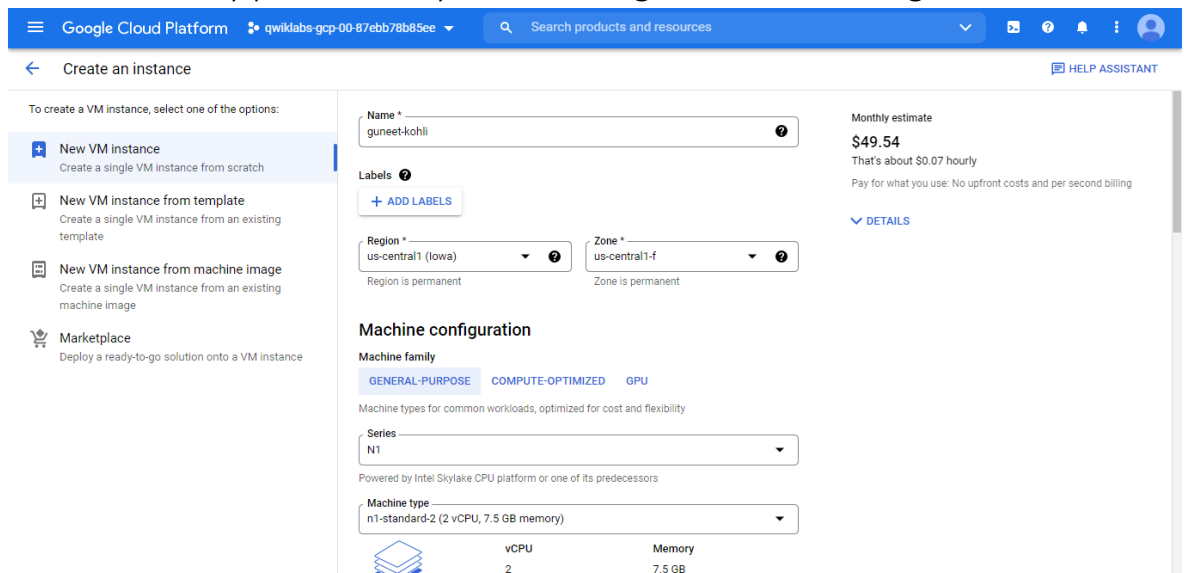 Google Cloud Platform
qwiklabs-gcp-00-87ebb78b85ee
Search products and resources
Create an instance
HELP ASSISTANT
To create a VM instance, select one of the options:
New VM instance
Create a single VM instance from scratch
New VM instance from template
Create a single VM instance from an existing
template
New VM instance from machine image
Create a single VM instance from an existing
machine image
Marketplace
Deploy a ready-to-go solution onto a VM instance
Name *
guneet-kohli
Labels
+ ADD LABELS
Region *
us-central1 (Iowa)
Region is permanent
Zone *
us-central1-f
Zone is permanent
Machine configuration
Machine family
GENERAL-PURPOSE COMPUTE-OPTIMIZED GPU
Machine types for common workloads, optimized for cost and flexibility
Series
N1
Powered by Intel Skylake CPU platform or one of its predecessors
Machine type
n1-standard-2 (2 vCPU, 7.5 GB memory)
vCPU Memory
2 7.5 GB
Monthly estimate
$49.54
That's about $0.07 hourly
Pay for what you use: No upfront costs and per second billing
DETAILS